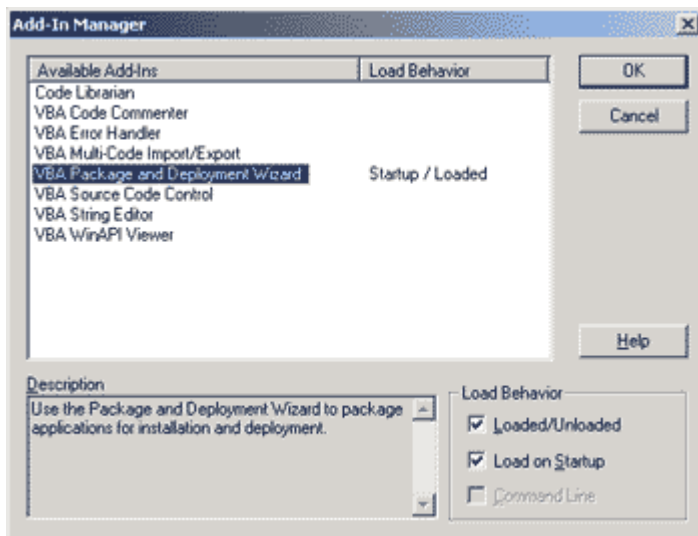 Add-In Manager
Available Add-Ins Load Behavior
Code Librarian
VBA Code Commenter
VBA Error Handler
VBA Multi-Code Import/Export
VBA Package and Deployment Wizard Startup / Loaded
VBA Source Code Control
VBA String Editor
VBA WinAPI Viewer
OK
Cancel
Help
Description
Use the Package and Deployment Wizard to package
applications for installation and deployment.
Load Behavior
Loaded/Unloaded
Load on Startup
Command Line